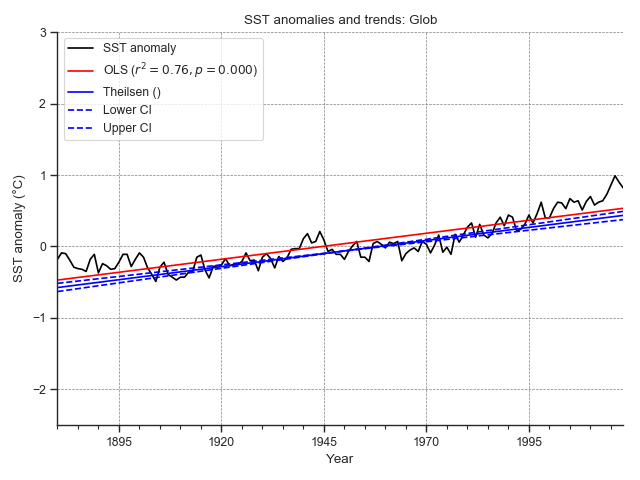 SST anomalies and trends: Glob
3
2
1
0
−1
−2
SST anomaly (°C)
SST anomaly
OLS (r² = 0.76, p = 0.000)
Theilsen ()
Lower CI
Upper CI
1895
1920
1945
1970
1995
Year